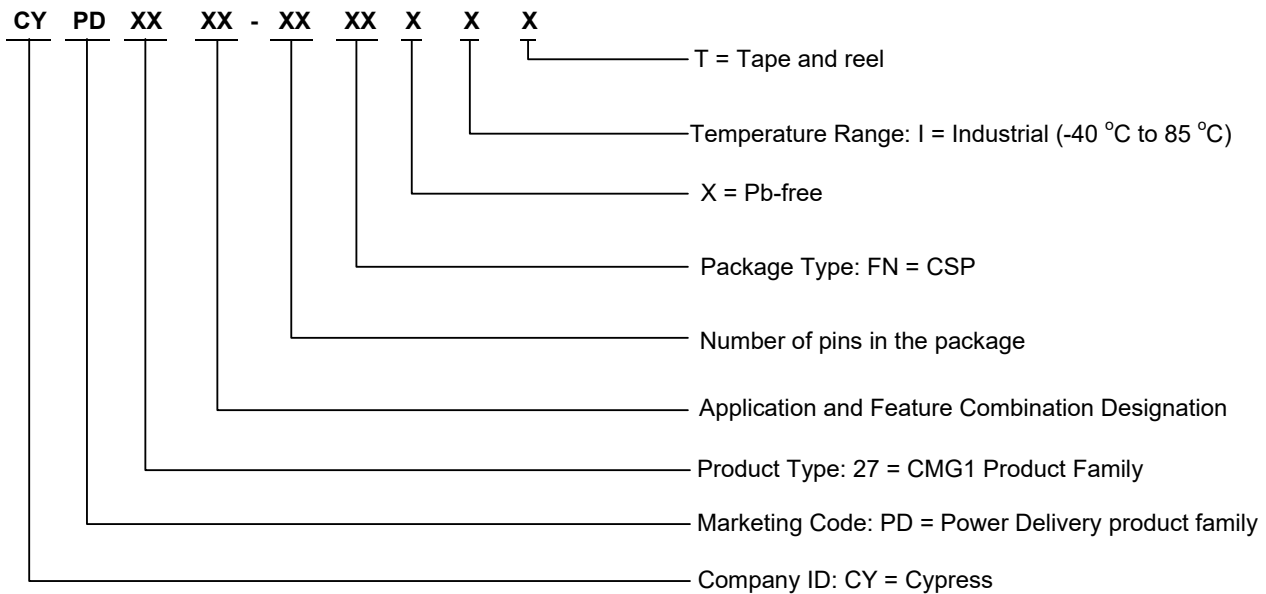 CY PD XX XX - XX XX X X X
T = Tape and reel
Temperature Range: I = Industrial (-40 °C to 85 °C)
X = Pb-free
Package Type: FN = CSP
Number of pins in the package
Application and Feature Combination Designation
Product Type: 27 = CMG1 Product Family
Marketing Code: PD = Power Delivery product family
Company ID: CY = Cypress